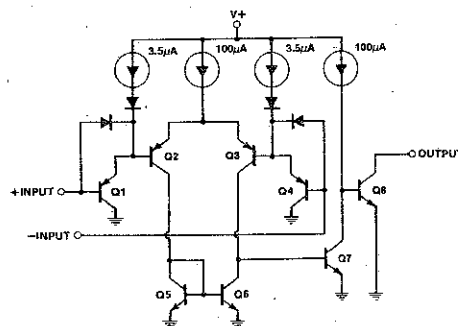 V+
3.5µA 100µA 3.5µA 100µA
Q2 Q3
OUTPUT
+INPUT Q1 Q4 Q8
−INPUT
Q7
Q5 Q6